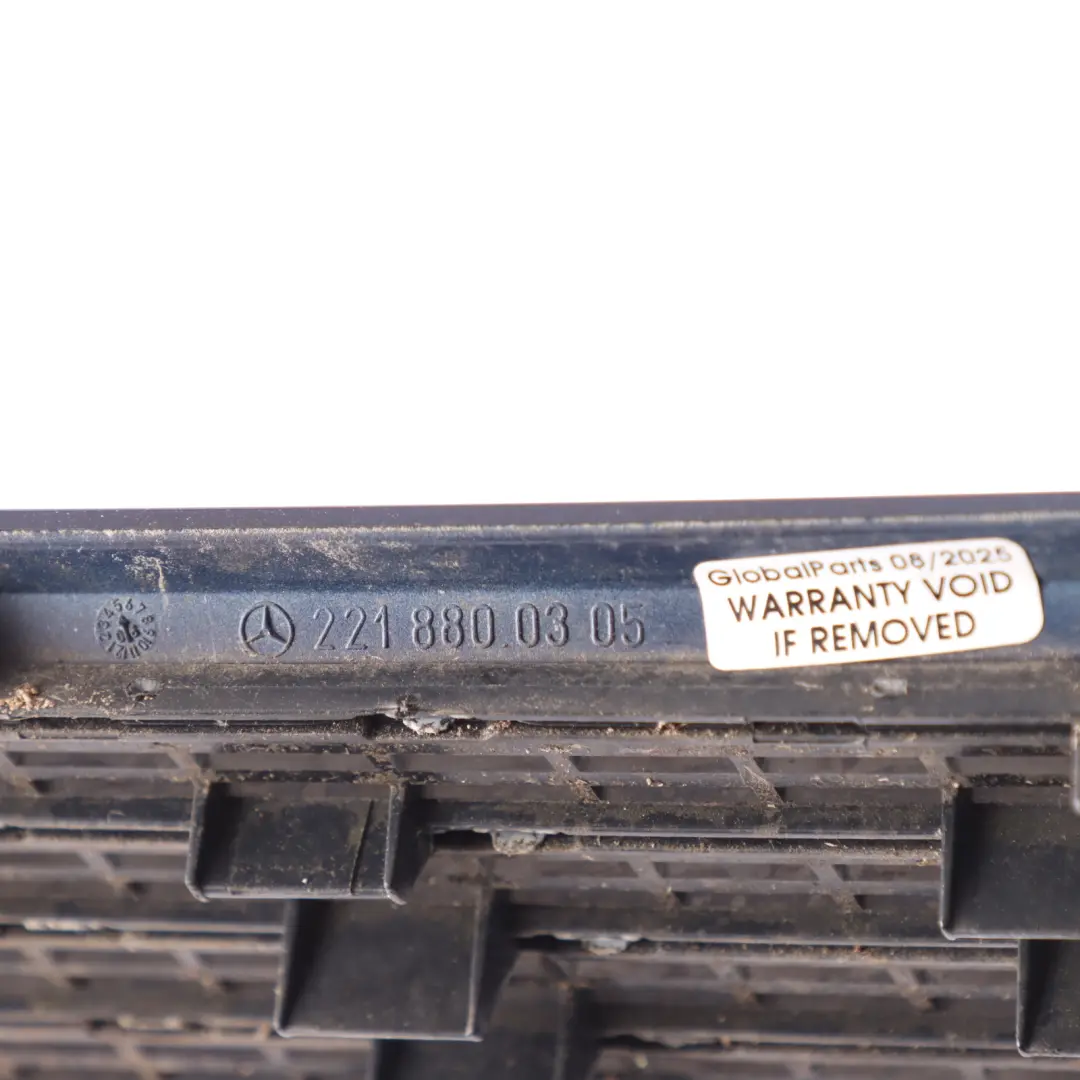 221 880.03 05
GlobalParts 08/2025
WARRANTY VOID
IF REMOVED